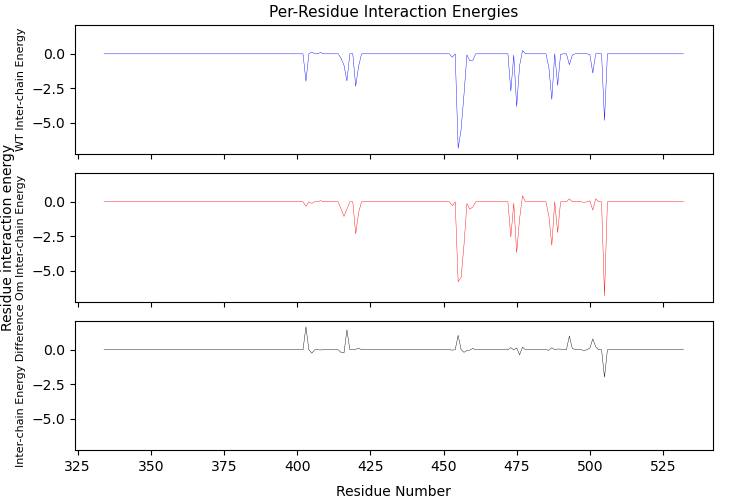 Per-Residue Interaction Energies
WT Inter-chain Energy
0.0
−2.5
−5.0
Residue interaction energy
Om Inter-chain Energy
0.0
−2.5
−5.0
Inter-chain Energy Difference
0.0
−2.5
−5.0
325 350 375 400 425 450 475 500 525
Residue Number